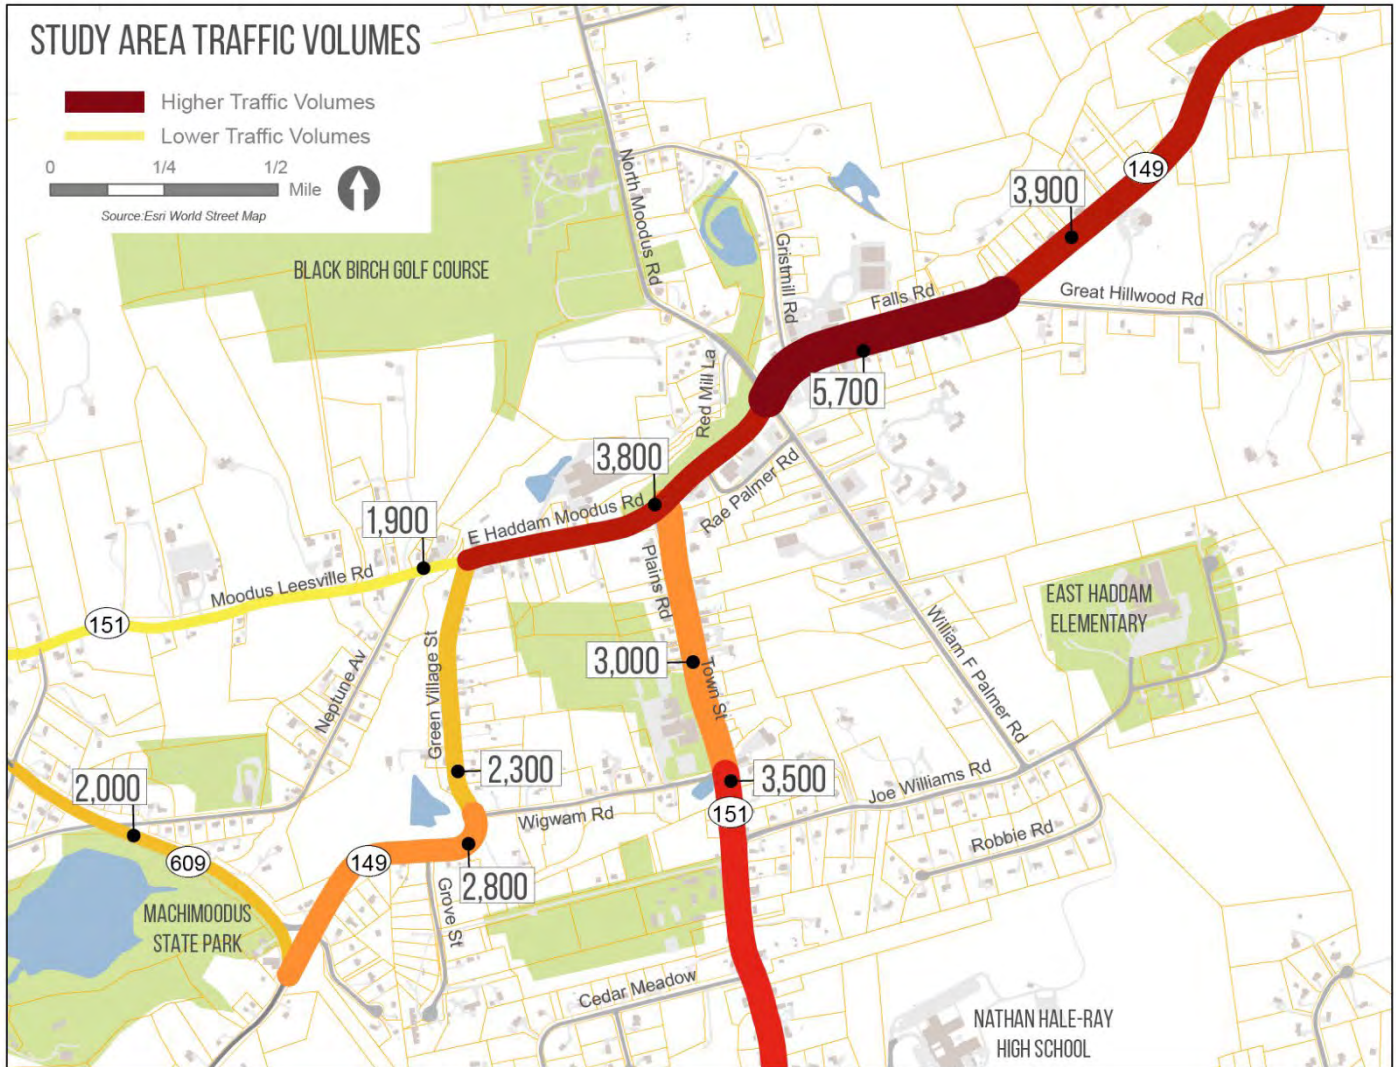 STUDY AREA TRAFFIC VOLUMES
Higher Traffic Volumes
Lower Traffic Volumes
0 1/4 1/2
Mile
Source:Esri World Street Map
149
3,900
North Moodus Rd
BLACK BIRCH GOLF COURSE
Gristmill Rd
Falls Rd
Great Hillwood Rd
5,700
Red Mill La
3,800
Rae Palmer Rd
E Haddam Moodus Rd
1,900
Moodus Leesville Rd
151
Plains Rd
EAST HADDAM
ELEMENTARY
William F Palmer Rd
Neptune Av
Green Village St
3,000
Town St
2,300
3,500
2,000
Joe Williams Rd
Wigwam Rd
151
Robbie Rd
609
149
2,800
Grove St
MACHIMOODUS
STATE PARK
Cedar Meadow
NATHAN HALE-RAY
HIGH SCHOOL